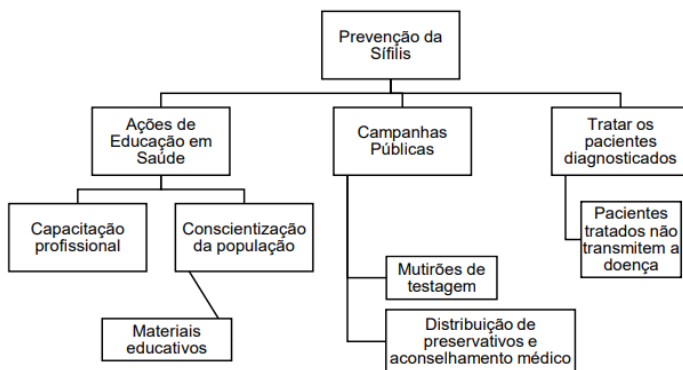 Prevenção da
Sífilis
Ações de
Educação em
Saúde
Campanhas
Públicas
Tratar os
pacientes
diagnosticados
Capacitação
profissional
Conscientização
da população
Pacientes
tratados não
transmitem a
doença
Mutirões de
testagem
Materiais
educativos
Distribuição de
preservativos e
aconselhamento médico